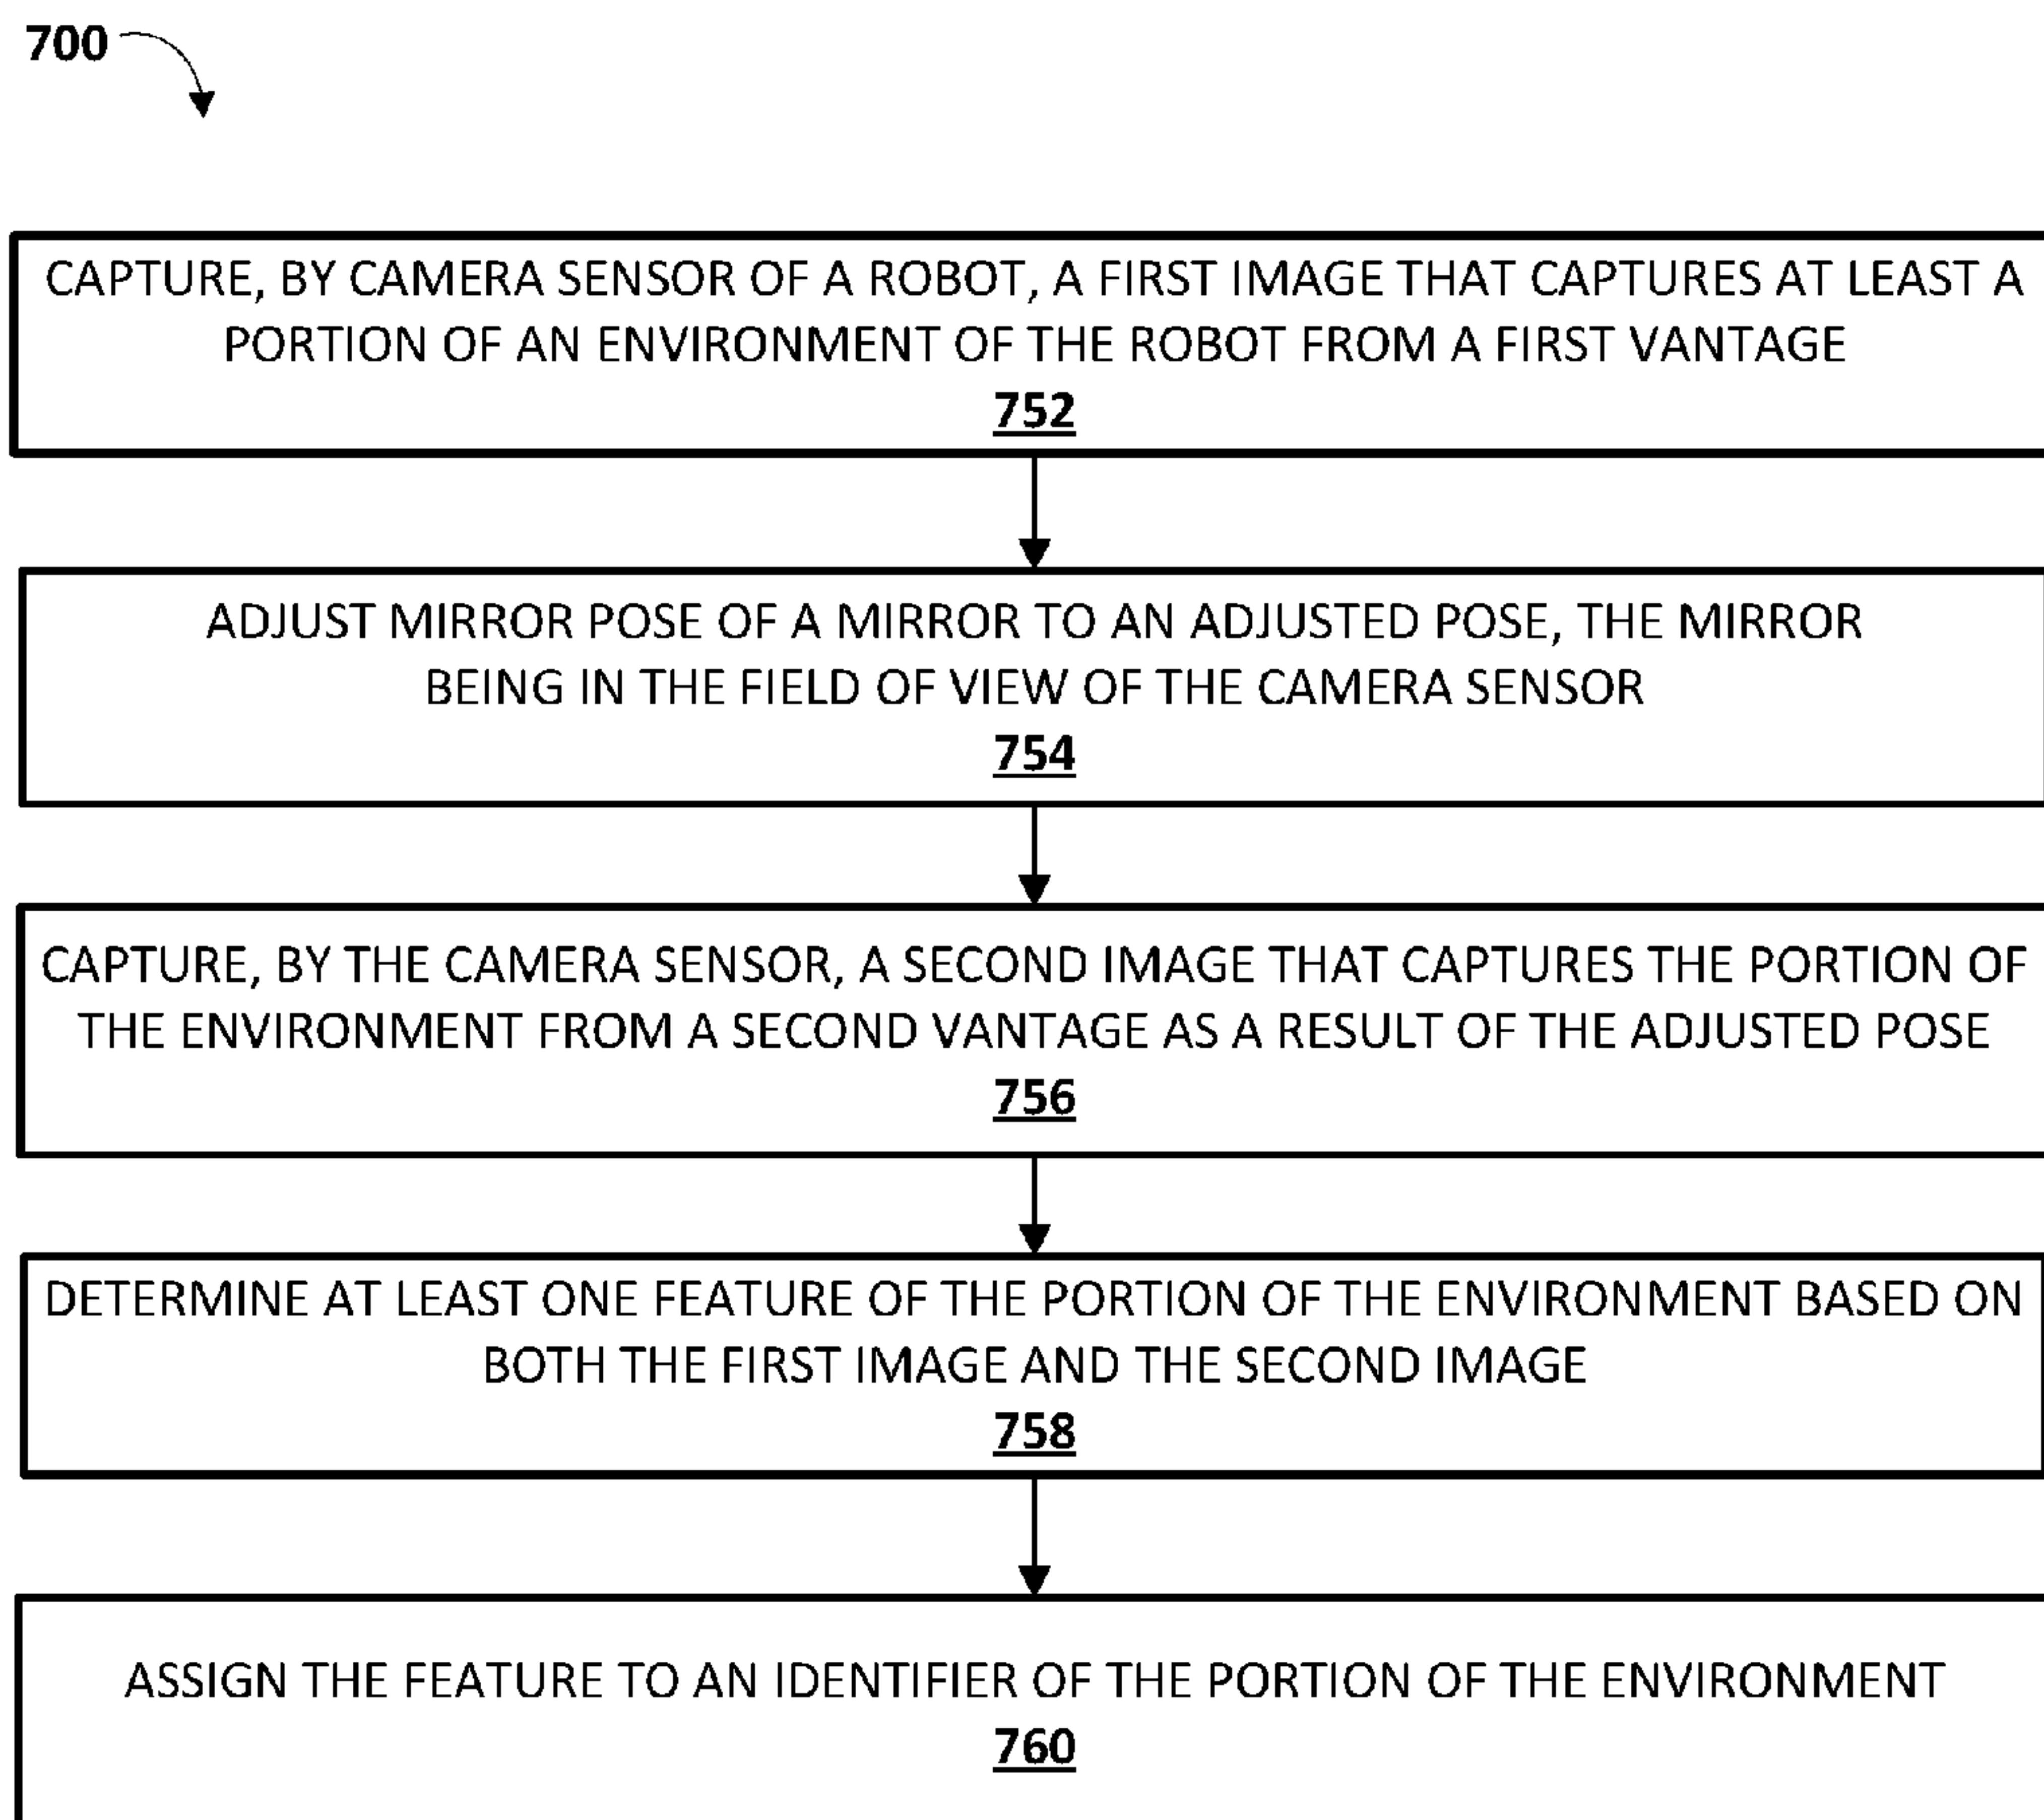 700
CAPTURE, BY CAMERA SENSOR OF A ROBOT, A FIRST IMAGE THAT CAPTURES AT LEAST A
PORTION OF AN ENVIRONMENT OF THE ROBOT FROM A FIRST VANTAGE
752
ADJUST MIRROR POSE OF A MIRROR TO AN ADJUSTED POSE, THE MIRROR
BEING IN THE FIELD OF VIEW OF THE CAMERA SENSOR
754
CAPTURE, BY THE CAMERA SENSOR, A SECOND IMAGE THAT CAPTURES THE PORTION OF
THE ENVIRONMENT FROM A SECOND VANTAGE AS A RESULT OF THE ADJUSTED POSE
756
DETERMINE AT LEAST ONE FEATURE OF THE PORTION OF THE ENVIRONMENT BASED ON
BOTH THE FIRST IMAGE AND THE SECOND IMAGE
758
ASSIGN THE FEATURE TO AN IDENTIFIER OF THE PORTION OF THE ENVIRONMENT
760